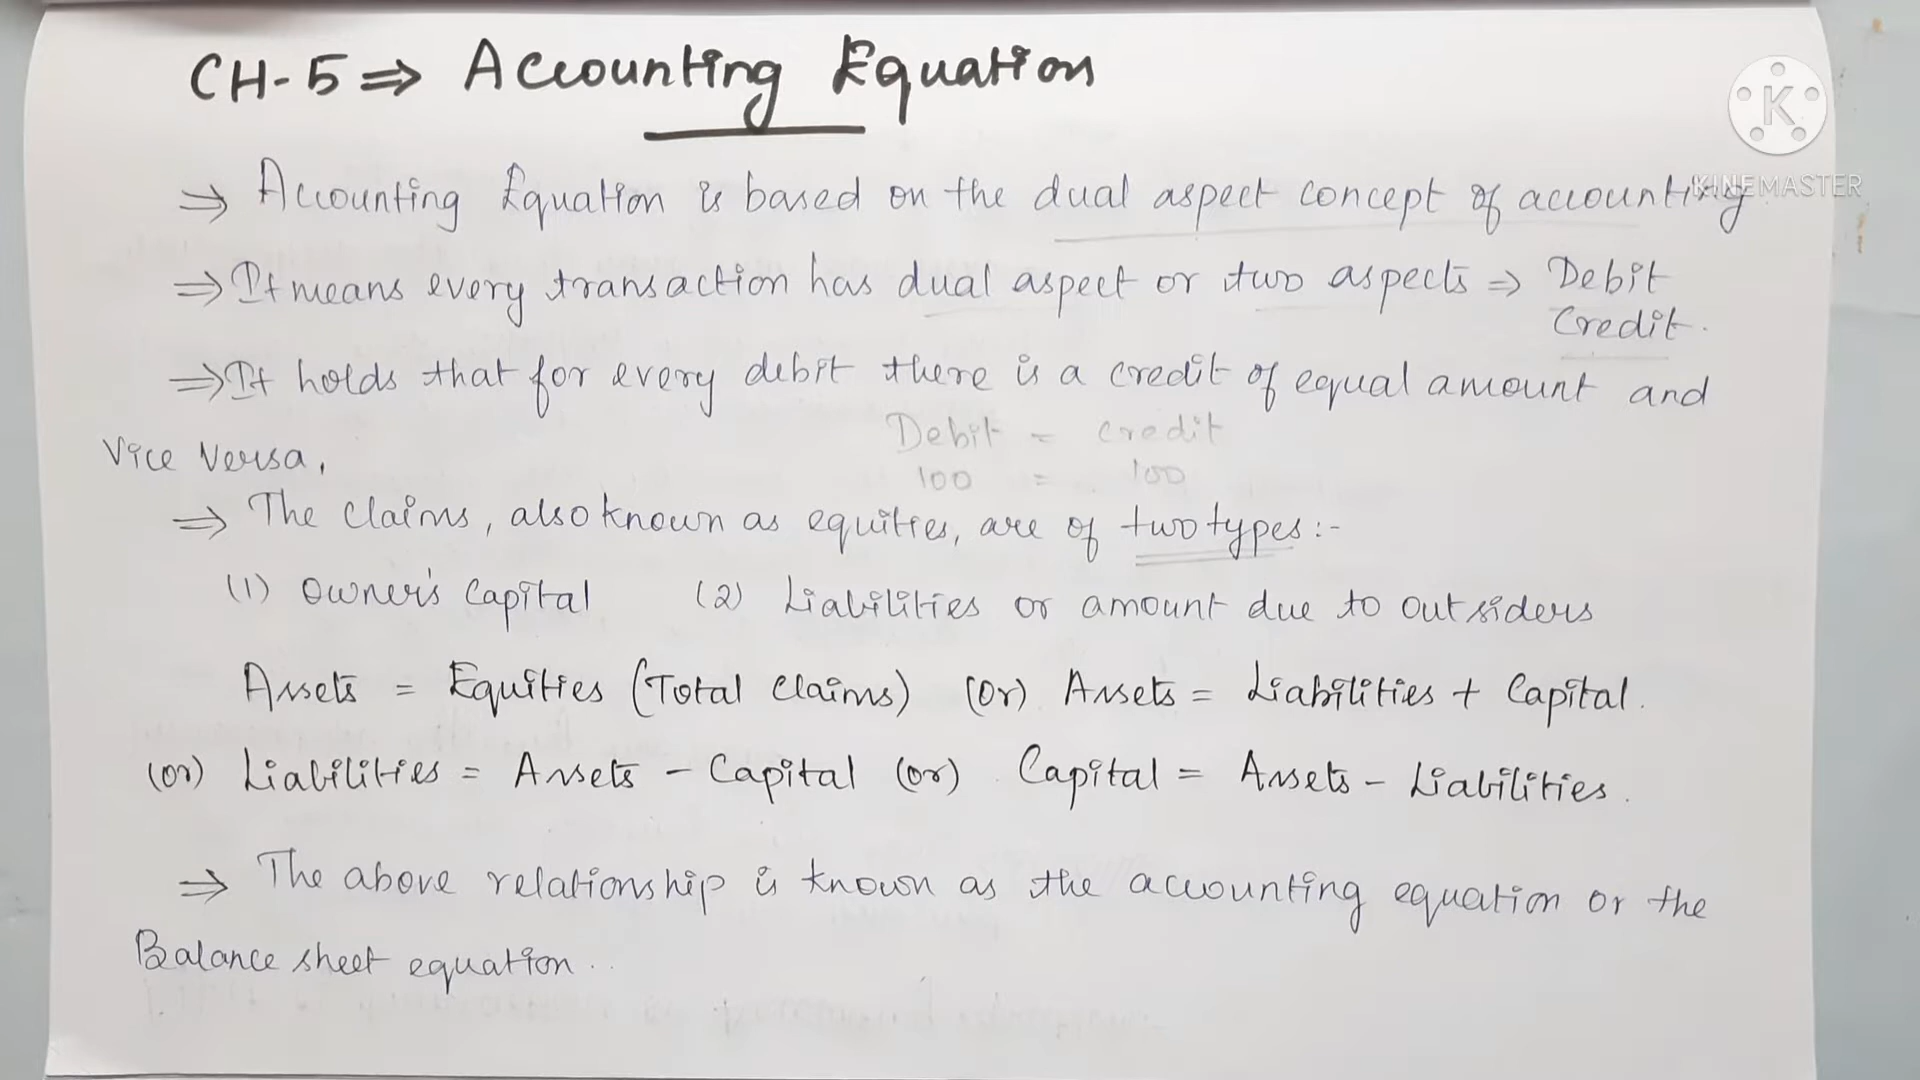 CH-5 ⇒ Accounting Equation
K
KINEMASTER
⇒ Accounting Equation is based on the dual aspect concept of accounting
⇒ It means every transaction has dual aspect or two aspects ⇒ Debit
Credit.
⇒ It holds that for every debit there is a credit of equal amount and
Vice Versa,
Debit = credit
100 = 100
⇒ The claims, also known as equities, are of two types:-
(1) Owner's Capital (2) Liabilities or amount due to outsiders
Assets = Equities (Total claims) (or) Assets = Liabilities + Capital.
(or) Liabilities = Assets - Capital (or) Capital = Assets - Liabilities.
⇒ The above relationship is known as the accounting equation or the
Balance sheet equation..